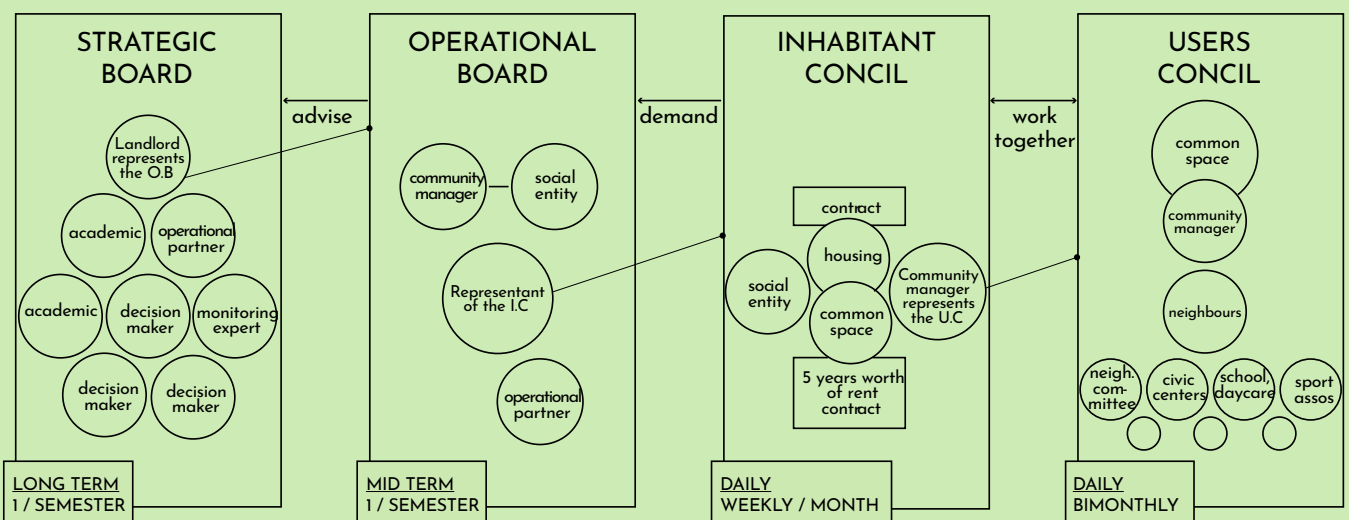 STRATEGIC
BOARD
Landlord
represents
the O.B
academic
operational
partner
academic
decision
maker
monitoring
expert
decision
maker
decision
maker
LONG TERM
1 / SEMESTER
advise
OPERATIONAL
BOARD
community
manager
social
entity
Representant
of the I.C
operational
partner
MID TERM
1 / SEMESTER
demand
INHABITANT
CONCIL
contract
housing
social
entity
Community
manager
represents
the U.C
common
space
5 years worth
of rent
contract
DAILY
WEEKLY / MONTH
work
together
USERS
CONCIL
common
space
community
manager
neighbours
neigh.
com-
mittee
civic
centers
school,
daycare
sport
assos
DAILY
BIMONTHLY